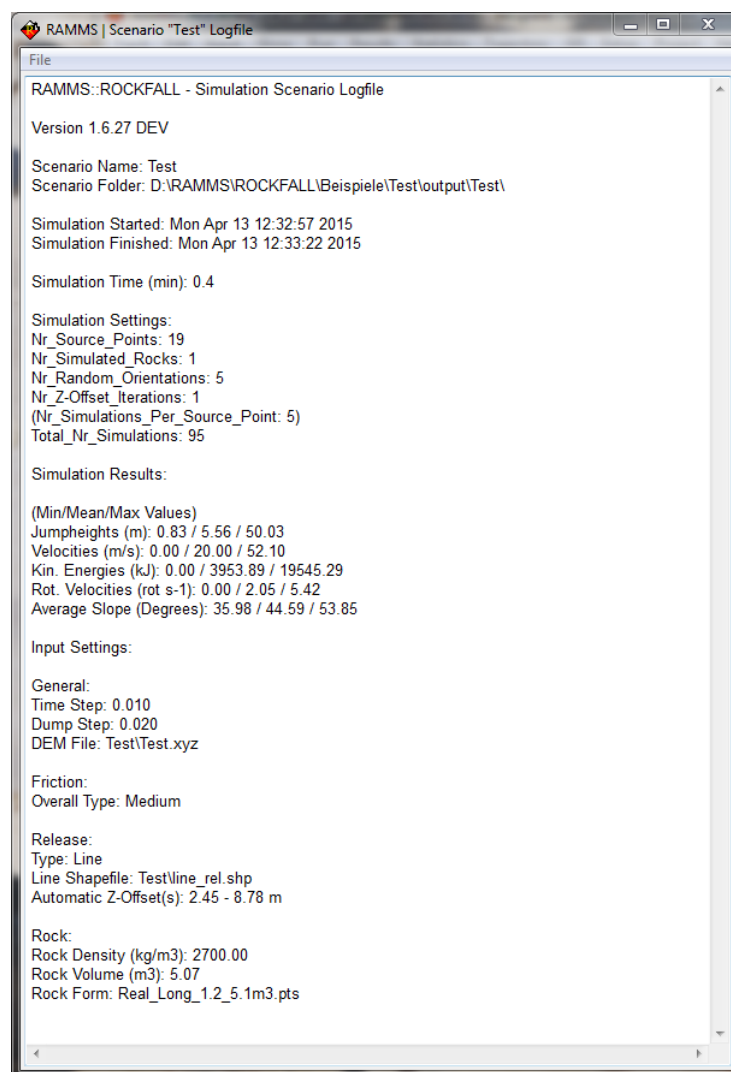 RAMMS | Scenario "Test" Logfile
File
RAMMS::ROCKFALL - Simulation Scenario Logfile
Version 1.6.27 DEV
Scenario Name: Test
Scenario Folder: D:\RAMMS\ROCKFALL\Beispiele\Test\output\Test\
Simulation Started: Mon Apr 13 12:32:57 2015
Simulation Finished: Mon Apr 13 12:33:22 2015
Simulation Time (min): 0.4
Simulation Settings:
Nr_Source_Points: 19
Nr_Simulated_Rocks: 1
Nr_Random_Orientations: 5
Nr_Z-Offset_Iterations: 1
(Nr_Simulations_Per_Source_Point: 5)
Total_Nr_Simulations: 95
Simulation Results:
(Min/Mean/Max Values)
Jumpheights (m): 0.83 / 5.56 / 50.03
Velocities (m/s): 0.00 / 20.00 / 52.10
Kin. Energies (kJ): 0.00 / 3953.89 / 19545.29
Rot. Velocities (rot s-1): 0.00 / 2.05 / 5.42
Average Slope (Degrees): 35.98 / 44.59 / 53.85
Input Settings:
General:
Time Step: 0.010
Dump Step: 0.020
DEM File: Test\Test.xyz
Friction:
Overall Type: Medium
Release:
Type: Line
Line Shapefile: Test\line_rel.shp
Automatic Z-Offset(s): 2.45 - 8.78 m
Rock:
Rock Density (kg/m3): 2700.00
Rock Volume (m3): 5.07
Rock Form: Real_Long_1.2_5.1m3.pts